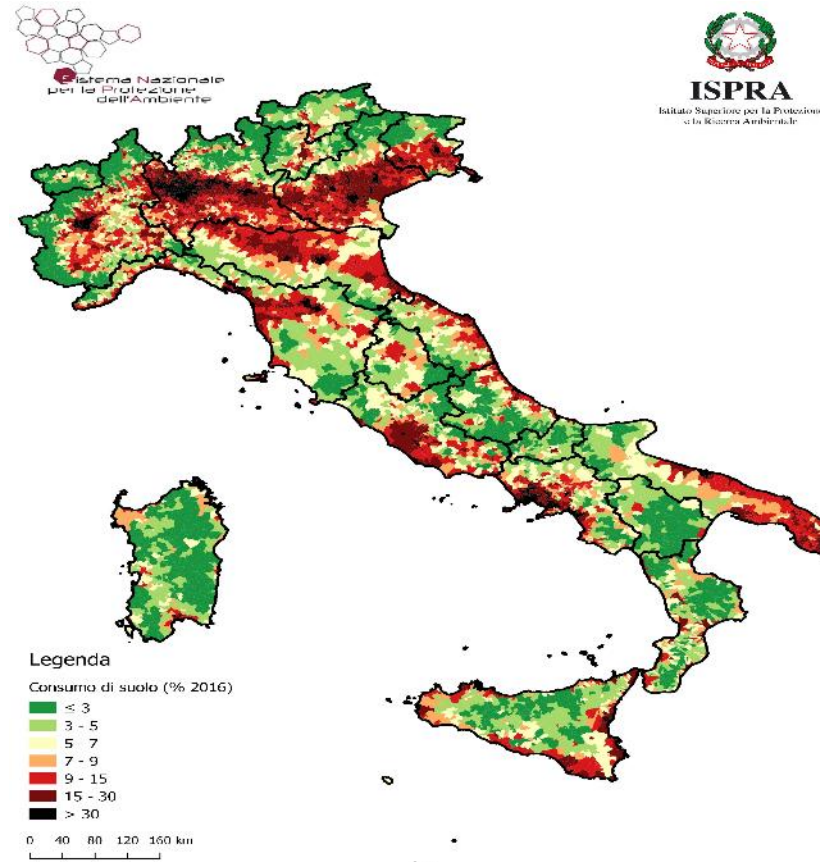 Sistema Nazionale
per la Protezione
dell'Ambiente
ISPRA
Istituto Superiore per la Protezione
e la Ricerca Ambientale
Legenda
Consumo di suolo (% 2016)
≤ 3
3 - 5
5 - 7
7 - 9
9 - 15
15 - 30
> 30
0 40 80 120 160 km